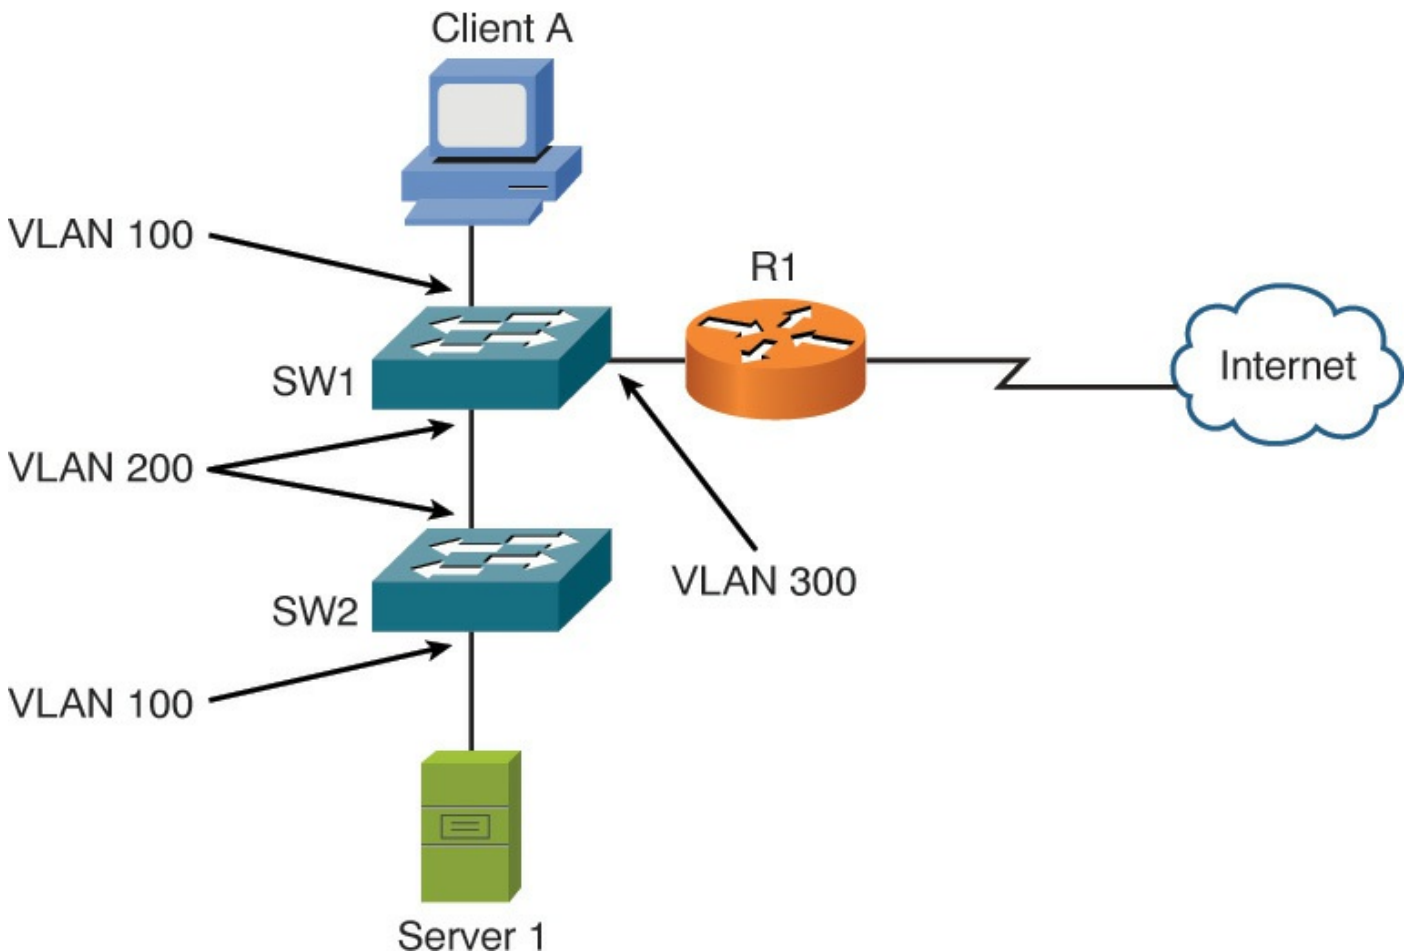 Client A
VLAN 100
R1
Internet
SW1
VLAN 200
VLAN 300
SW2
VLAN 100
Server 1